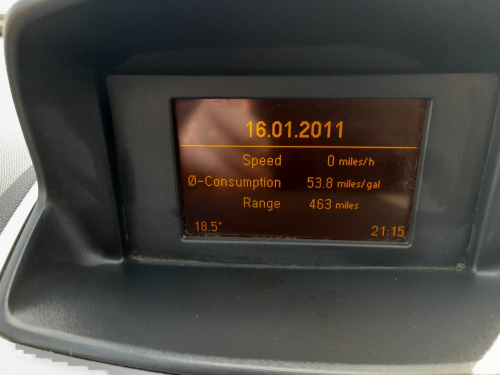 16.01.2011
Speed 0 miles/h
Ø-Consumption 53.8 miles/gal
Range 463 miles
18.5° 21:15